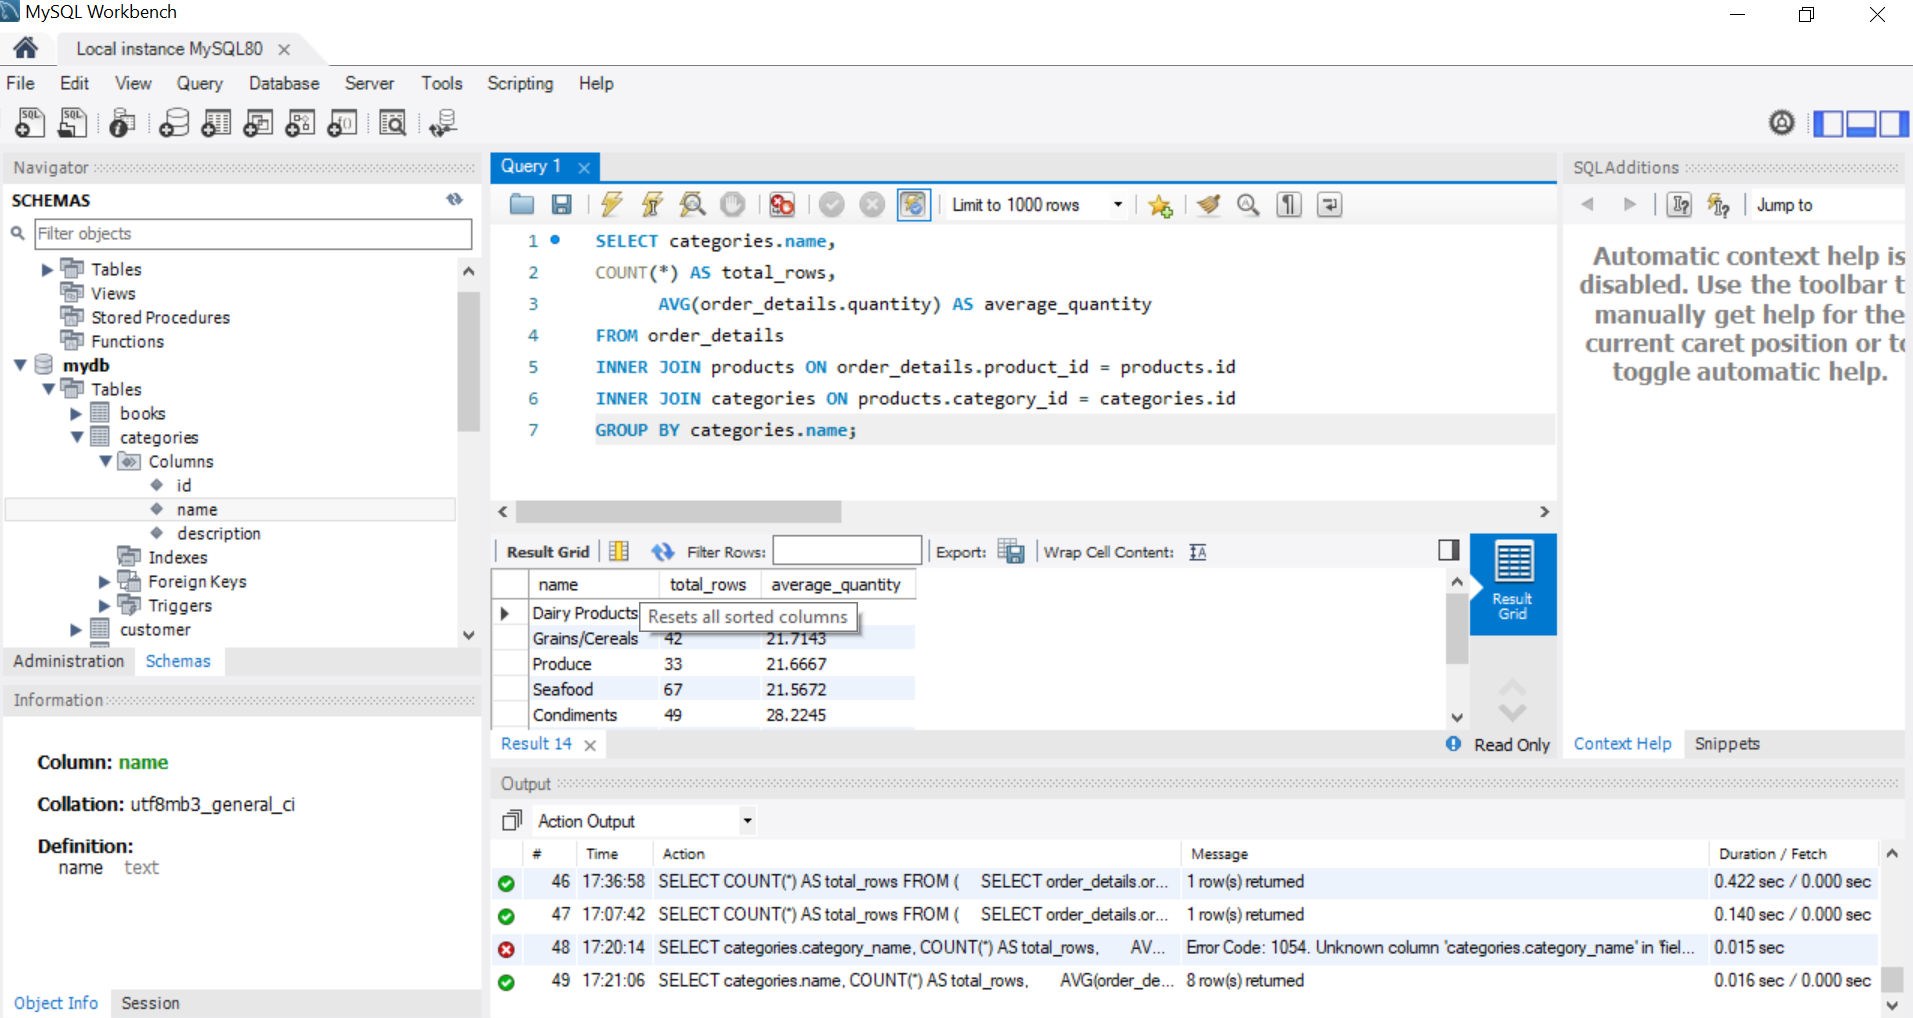 MySQL Workbench
Local instance MySQL80
File Edit View Query Database Server Tools Scripting Help
Navigator
SCHEMAS
Filter objects
Tables
Views
Stored Procedures
Functions
mydb
Tables
books
categories
Columns
id
name
description
Indexes
Foreign Keys
Triggers
customer
Administration Schemas
Information
Column: name
Collation: utf8mb3_general_ci
Definition:
name text
Object Info Session
Query 1
Limit to 1000 rows
1 SELECT categories.name,
2 COUNT(*) AS total_rows,
3 AVG(order_details.quantity) AS average_quantity
4 FROM order_details
5 INNER JOIN products ON order_details.product_id = products.id
6 INNER JOIN categories ON products.category_id = categories.id
7 GROUP BY categories.name;
Result Grid Filter Rows: Export: Wrap Cell Content:
name total_rows average_quantity
Dairy Products
Resets all sorted columns
Grains/Cereals 42 21.7143
Produce 33 21.6667
Seafood 67 21.5672
Condiments 49 28.2245
Result
Grid
Result 14
Read Only
SQLAdditions
Jump to
Automatic context help is
disabled. Use the toolbar t
manually get help for the
current caret position or to
toggle automatic help.
Context Help Snippets
Output
Action Output
# Time Action Message Duration / Fetch
46 17:36:58 SELECT COUNT(*) AS total_rows FROM ( SELECT order_details.or... 1 row(s) returned 0.422 sec / 0.000 sec
47 17:07:42 SELECT COUNT(*) AS total_rows FROM ( SELECT order_details.or... 1 row(s) returned 0.140 sec / 0.000 sec
48 17:20:14 SELECT categories.category_name, COUNT(*) AS total_rows, AV... Error Code: 1054. Unknown column 'categories.category_name' in 'fiel... 0.015 sec
49 17:21:06 SELECT categories.name, COUNT(*) AS total_rows, AVG(order_de... 8 row(s) returned 0.016 sec / 0.000 sec